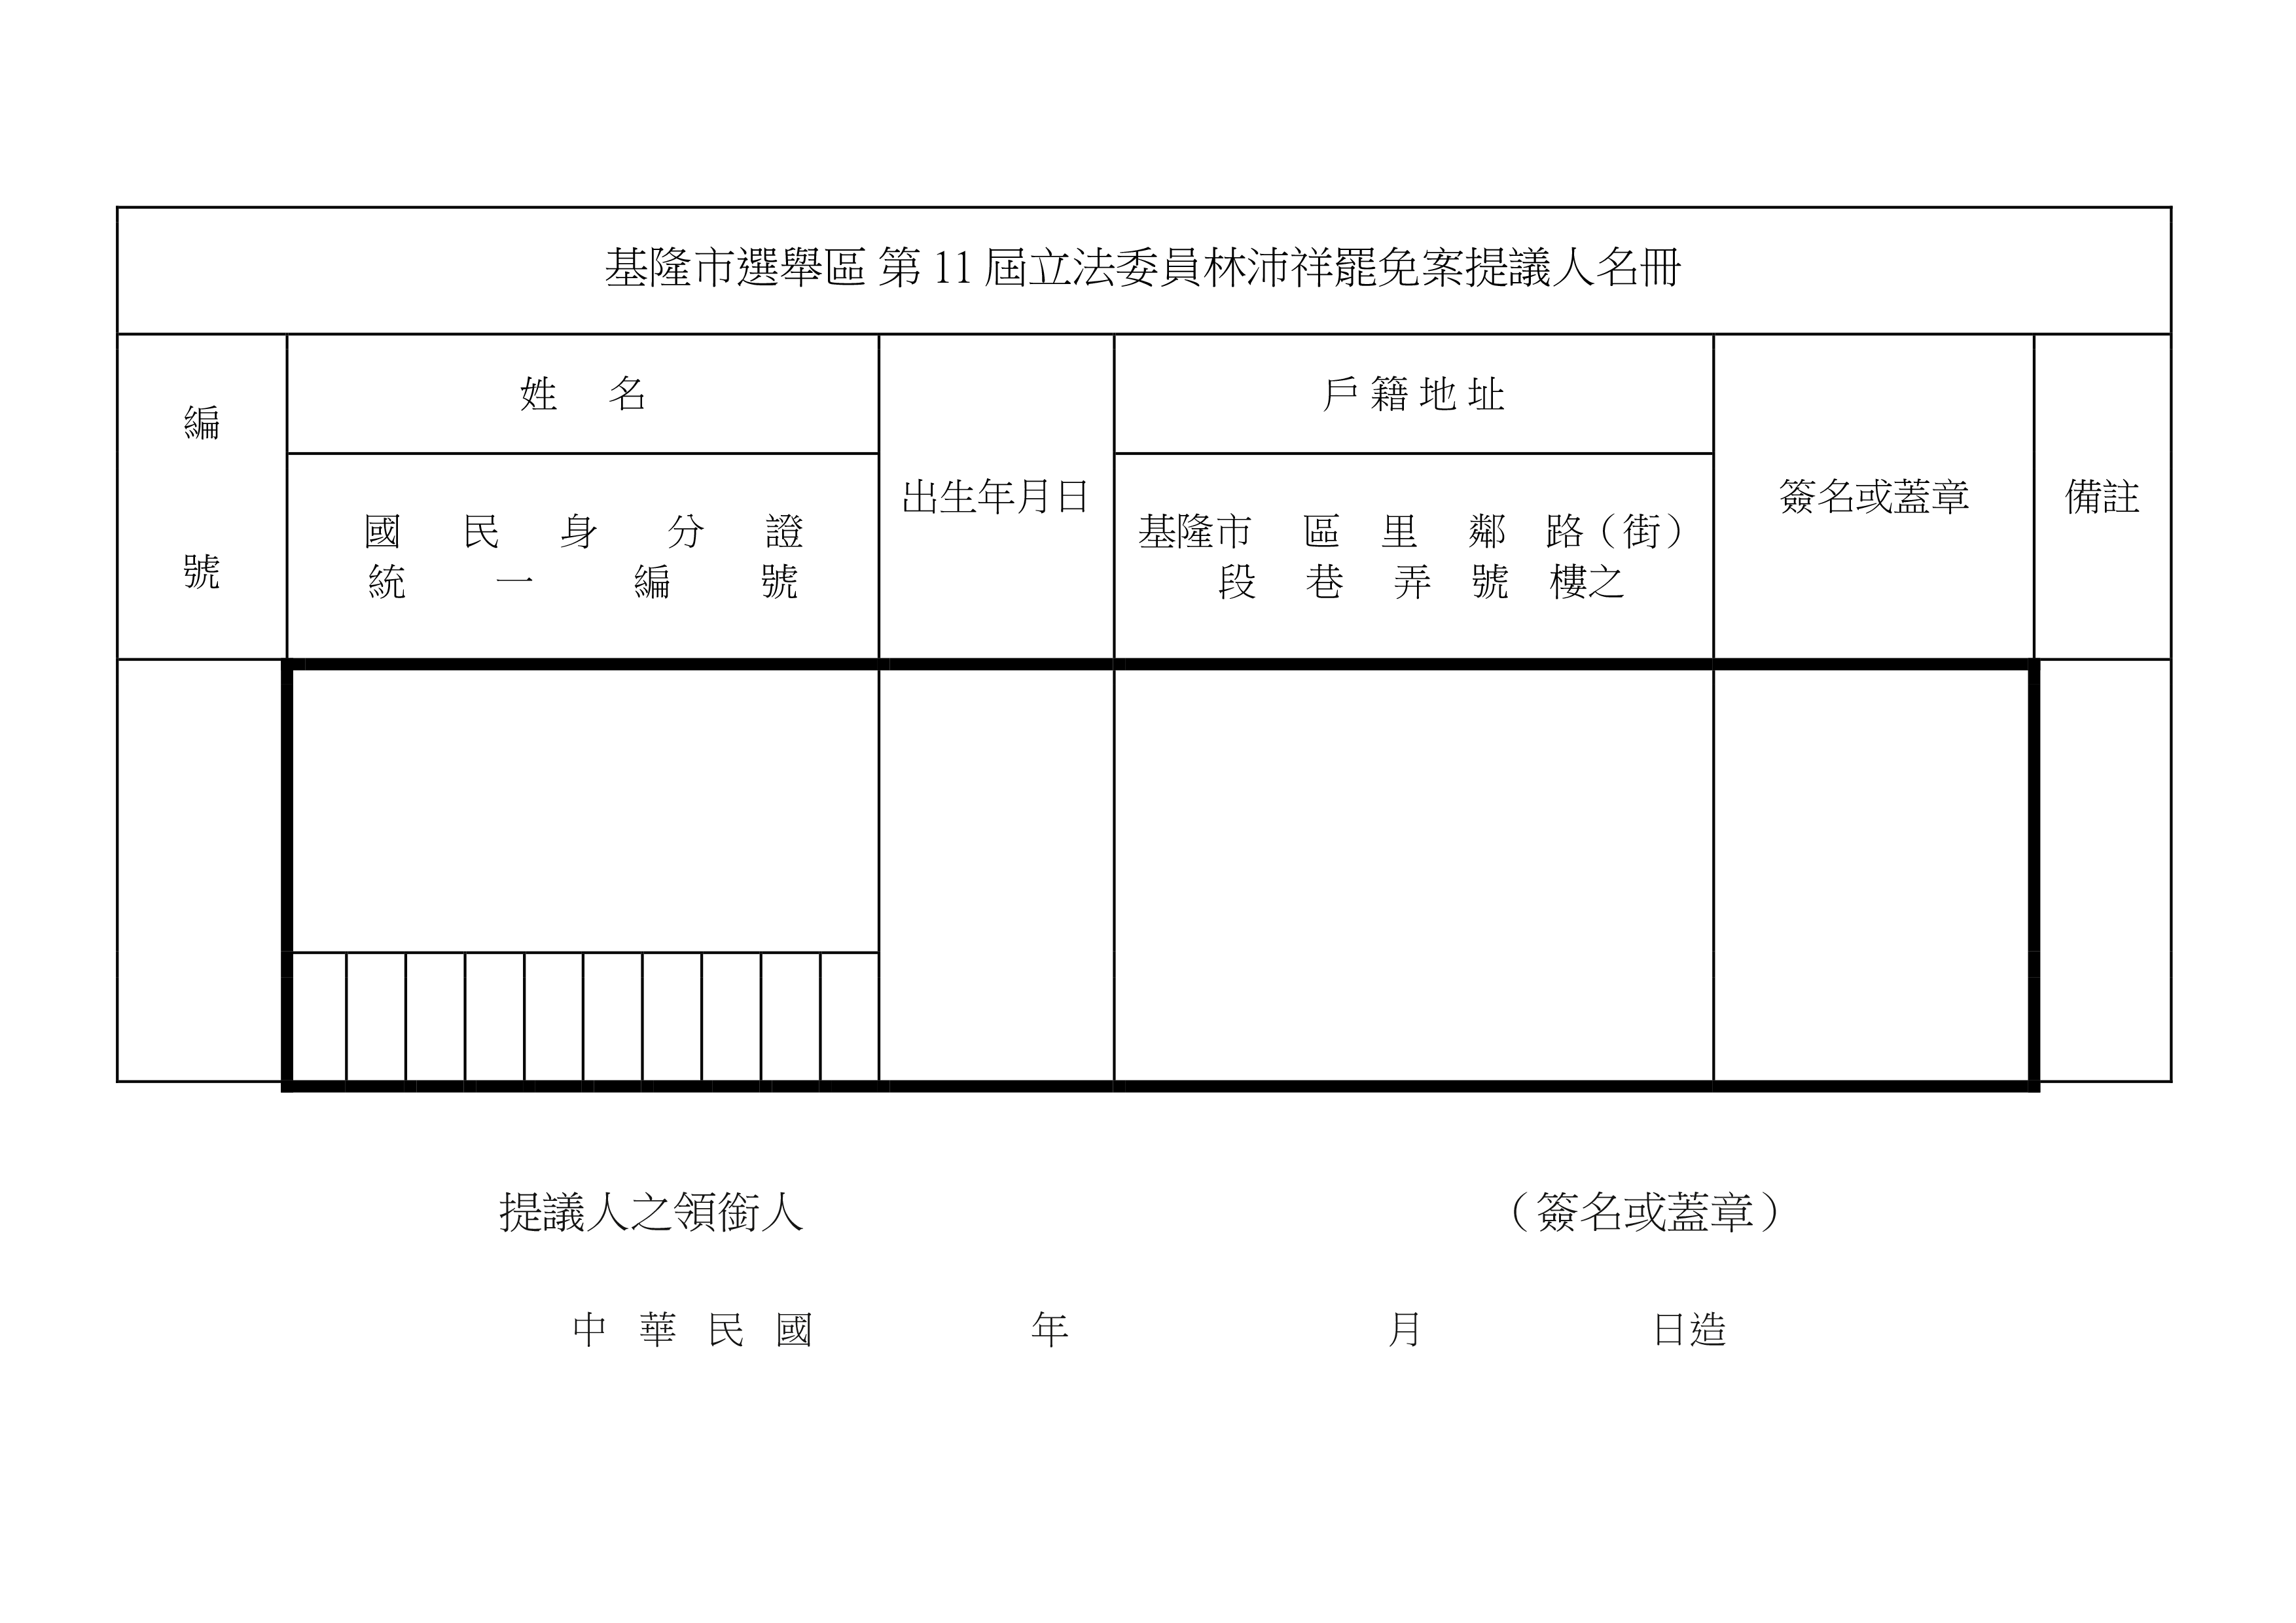 基隆市選舉區 第 11 屆立法委員林沛祥罷免案提議人名冊
編號
姓 名
國 民 身 分 證
統 一 編 號
出生年月日
戶 籍 地 址
基隆市 區 里 鄰 路（街）
段 巷 弄 號 樓之
簽名或蓋章
備註
提議人之領銜人 （簽名或蓋章）
中 華 民 國 年 月 日造